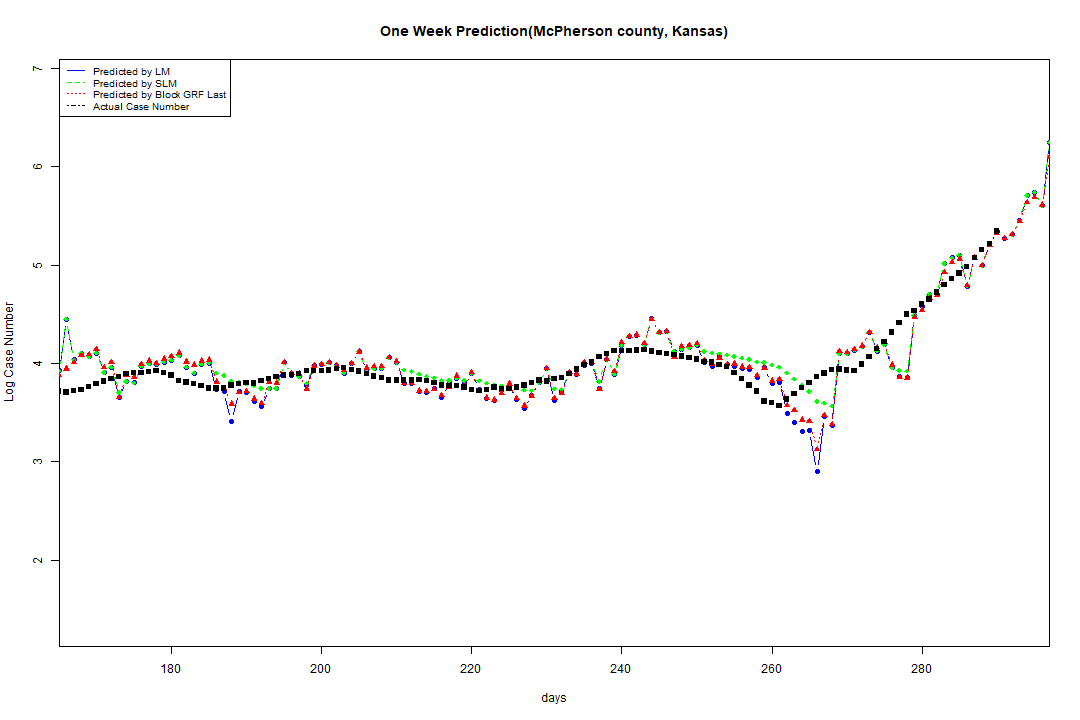 One Week Prediction(McPherson county, Kansas)
Predicted by LM
Predicted by SLM
Predicted by Block GRF Last
Actual Case Number
7
6
5
4
3
2
Log Case Number
180 200 220 240 260 280
days